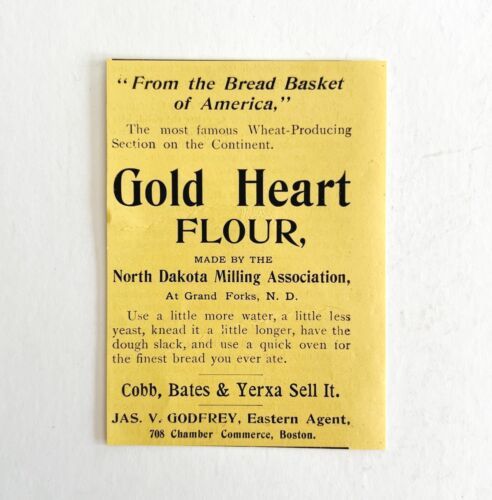 "From the Bread Basket
of America,"
The most famous Wheat-Producing
Section on the Continent.
Gold Heart
FLOUR,
MADE BY THE
North Dakota Milling Association,
At Grand Forks, N. D.
Use a little more water, a little less
yeast, knead it a little longer, have the
dough slack, and use a quick oven for
the finest bread you ever ate.
Cobb, Bates & Yerxa Sell It.
JAS. V. GODFREY, Eastern Agent,
708 Chamber Commerce, Boston.